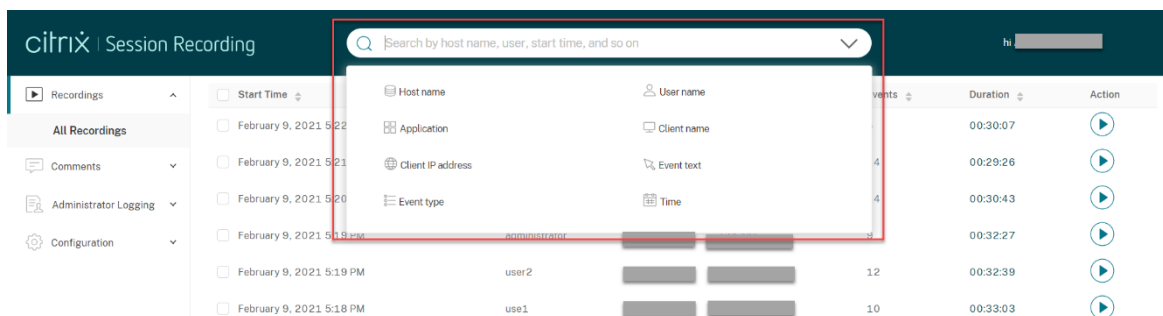 citrix | Session Recording
Search by host name, user, start time, and so on
hi
Recordings
Start Time
Host name
User name
Events
Duration
Action
All Recordings
February 9, 2021 5:22
Application
Client name
00:30:07
Comments
February 9, 2021 5:21
Client IP address
Event text
4
00:29:26
Administrator Logging
February 9, 2021 5:20
Event type
Time
4
00:30:43
Configuration
February 9, 2021 5:19 PM
administrator
9
00:32:27
February 9, 2021 5:19 PM
user2
12
00:32:39
February 9, 2021 5:18 PM
use1
10
00:33:03